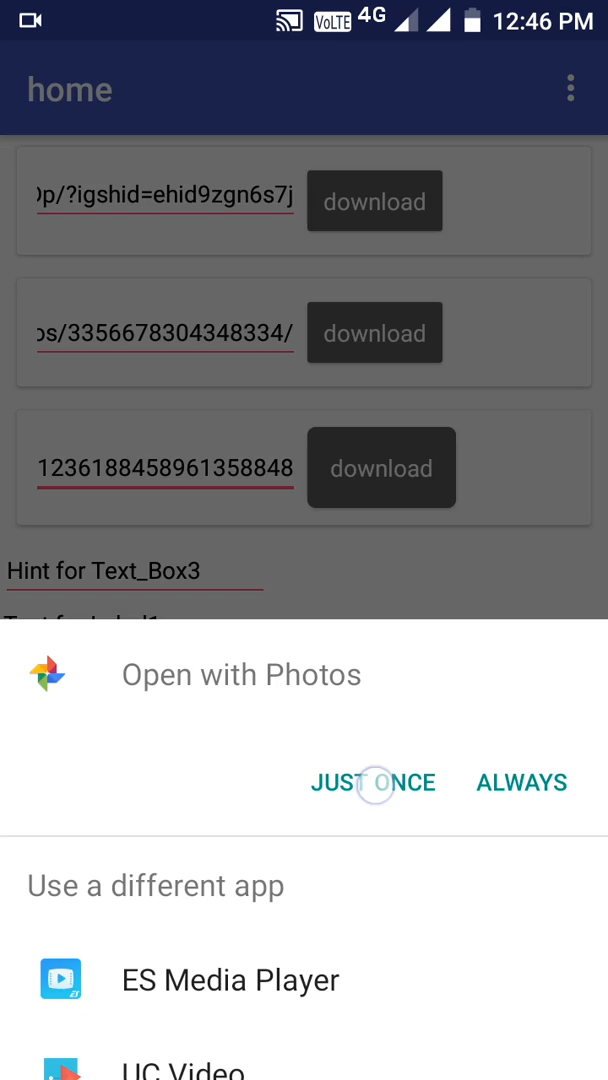 VoLTE 4G 12:46 PM
home
p/?igshid=ehid9zgn6s7j download
os/3356678304348334/ download
1236188458961358848 download
Hint for Text_Box3
Open with Photos
JUST ONCE ALWAYS
Use a different app
ES Media Player
UC Video